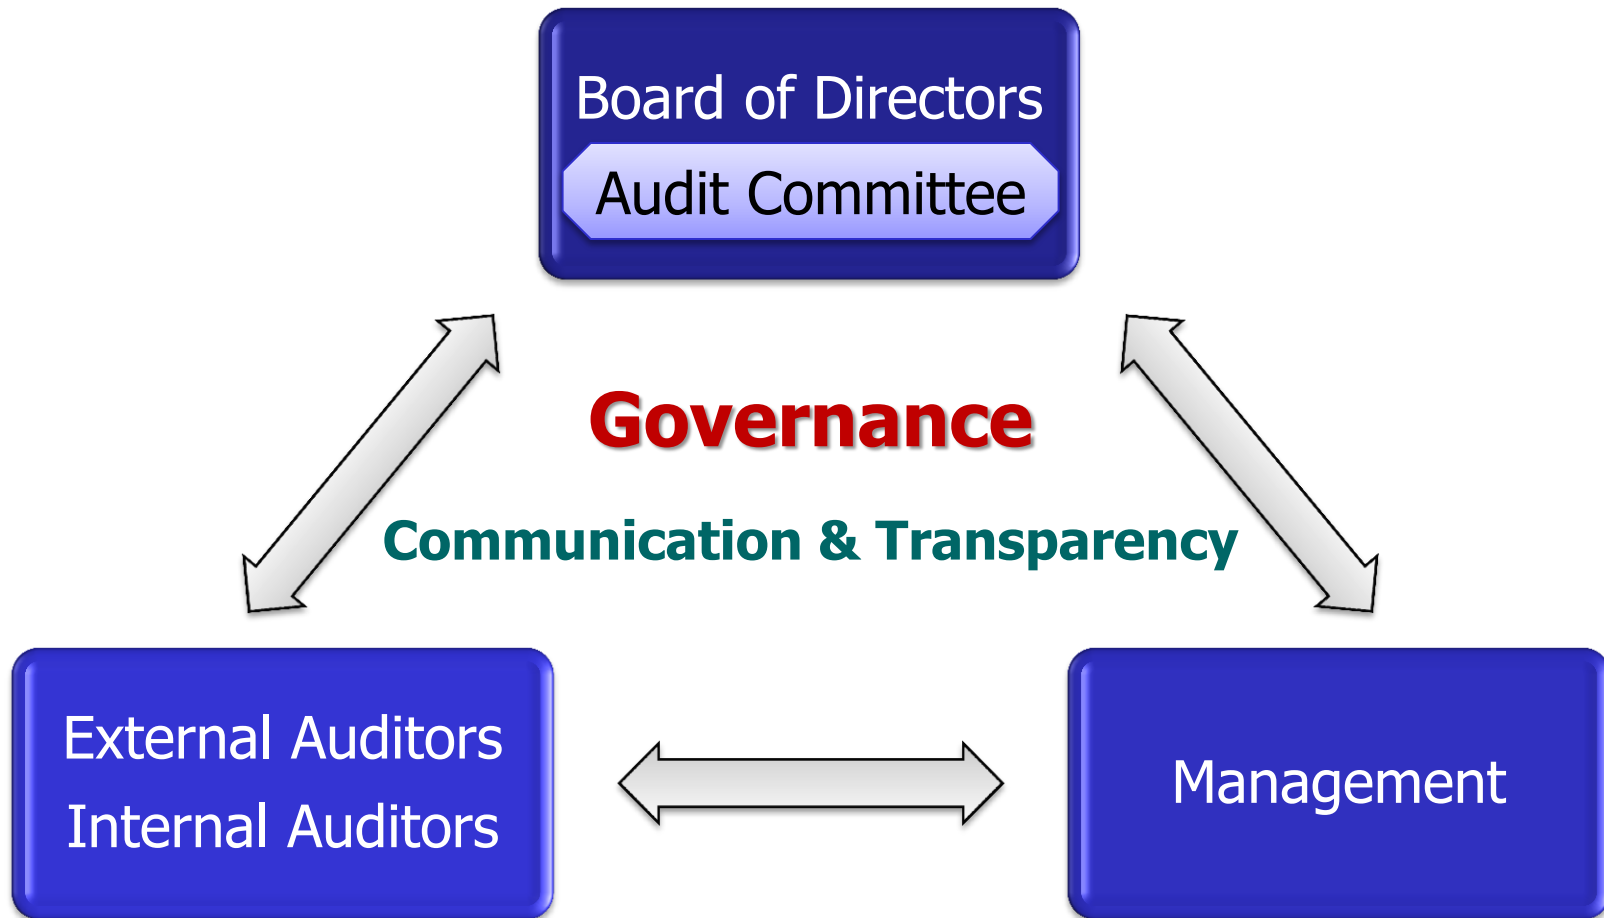 Board of Directors
Audit Committee
Governance
Communication & Transparency
External Auditors
Internal Auditors
Management